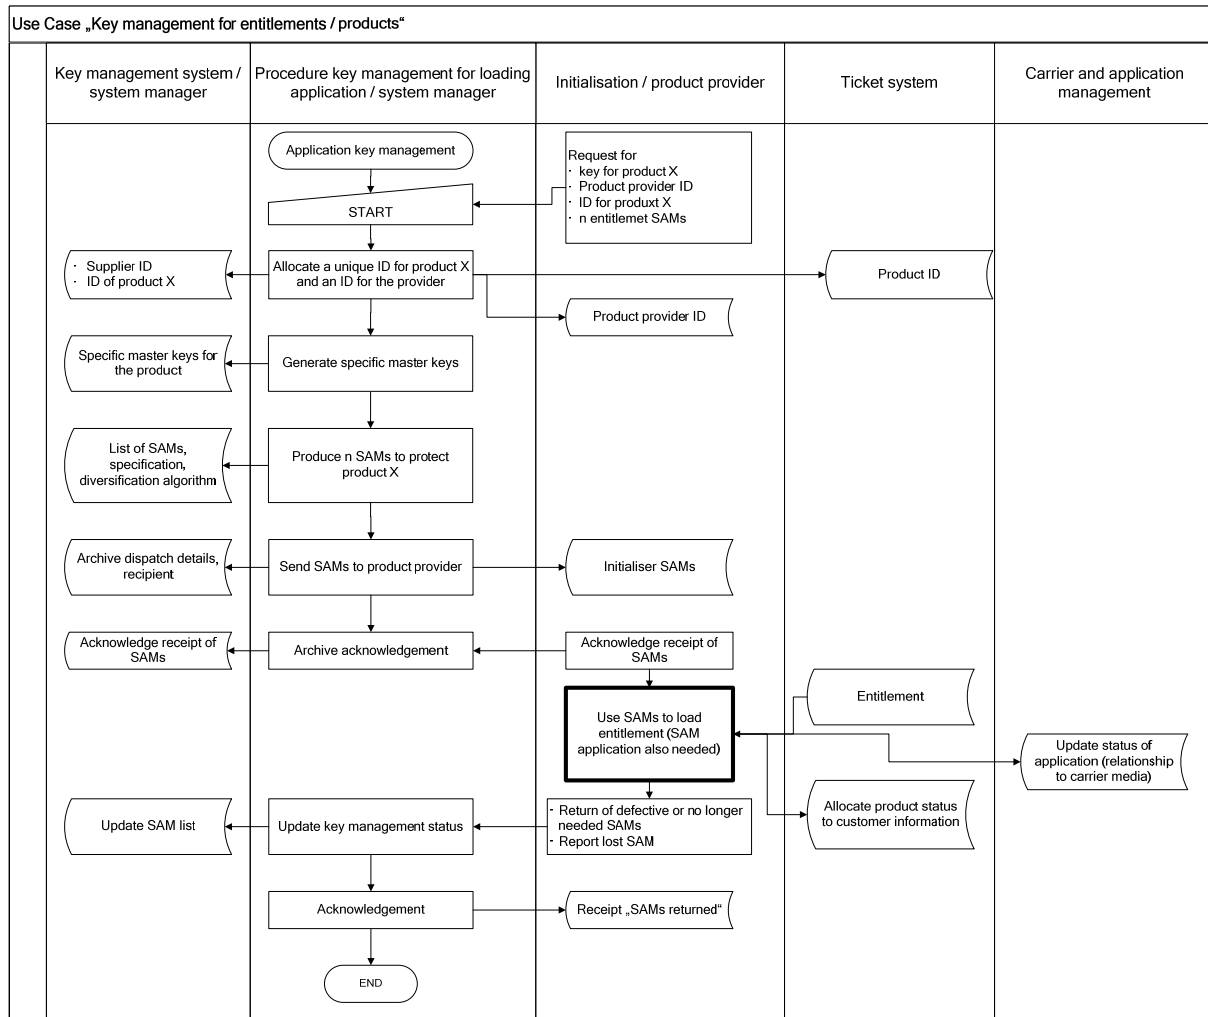 Use Case „Key management for entitlements / products“
Key management system /
system manager
Procedure key management for loading
application / system manager
Initialisation / product provider
Ticket system
Carrier and application
management
Application key management
Request for
· key for product X
· Product provider ID
· ID for produxt X
· n entitlemet SAMs
START
· Supplier ID
· ID of product X
Allocate a unique ID for product X
and an ID for the provider
Product ID
Product provider ID
Specific master keys for
the product
Generate specific master keys
List of SAMs,
specification,
diversification algorithm
Produce n SAMs to protect
product X
Archive dispatch details,
recipient
Send SAMs to product provider
Initialiser SAMs
Acknowledge receipt of
SAMs
Archive acknowledgement
Acknowledge receipt of
SAMs
Entitlement
Use SAMs to load
entitlement (SAM
application also needed)
Update status of
application (relationship
to carrier media)
Update SAM list
Update key management status
· Return of defective or no longer
needed SAMs
· Report lost SAM
Allocate product status
to customer information
Acknowledgement
Receipt „SAMs returned“
END